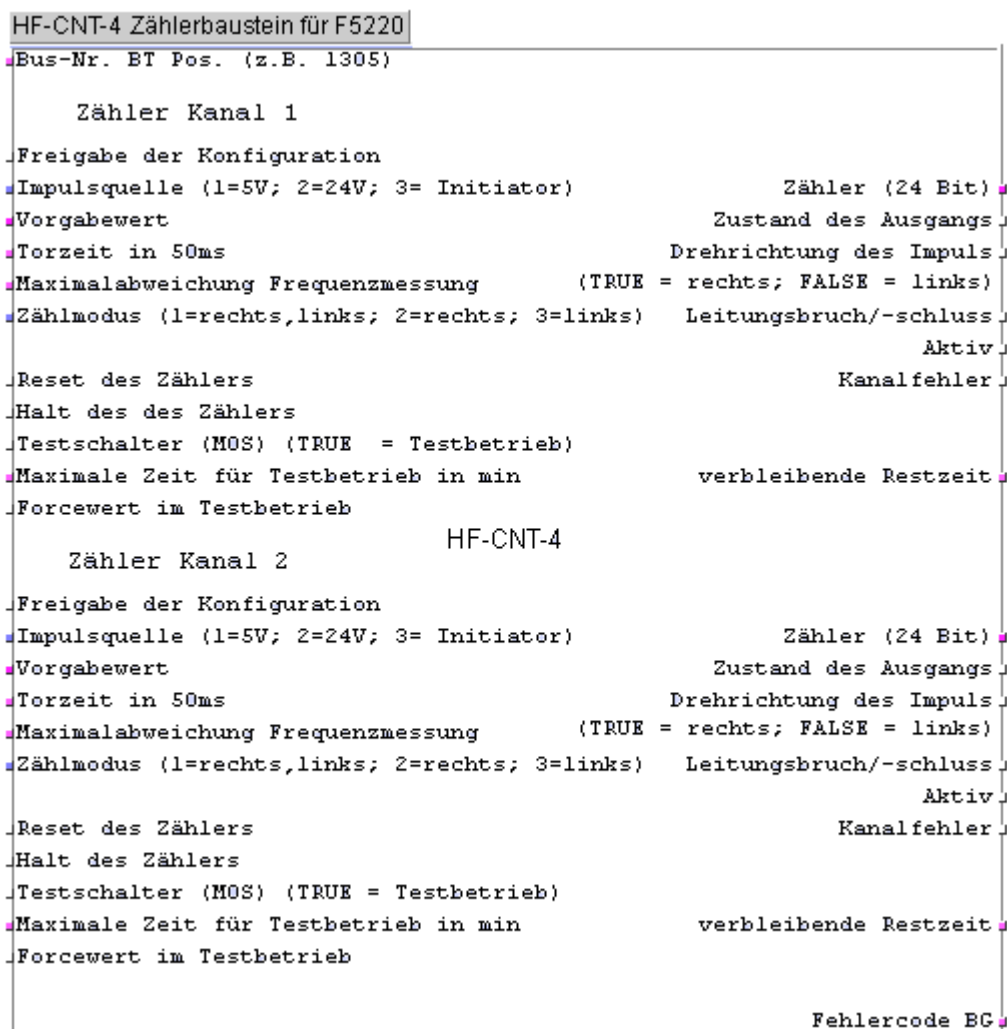 HF-CNT-4 Zählerbaustein für F5220
Bus-Nr. BT Pos. (z.B. 1305)
Zähler Kanal 1
Freigabe der Konfiguration
Impulsquelle (1=5V; 2=24V; 3= Initiator) Zähler (24 Bit)
Vorgabewert Zustand des Ausgangs
Torzeit in 50ms Drehrichtung des Impuls
Maximalabweichung Frequenzmessung (TRUE = rechts; FALSE = links)
Zählmodus (1=rechts,links; 2=rechts; 3=links) Leitungsbruch/-schluss
Aktiv
Reset des Zählers Kanalfehler
Halt des des Zählers
Testschalter (MOS) (TRUE = Testbetrieb)
Maximale Zeit für Testbetrieb in min verbleibende Restzeit
Forcewert im Testbetrieb
HF-CNT-4
Zähler Kanal 2
Freigabe der Konfiguration
Impulsquelle (1=5V; 2=24V; 3= Initiator) Zähler (24 Bit)
Vorgabewert Zustand des Ausgangs
Torzeit in 50ms Drehrichtung des Impuls
Maximalabweichung Frequenzmessung (TRUE = rechts; FALSE = links)
Zählmodus (1=rechts,links; 2=rechts; 3=links) Leitungsbruch/-schluss
Aktiv
Reset des Zählers Kanalfehler
Halt des Zählers
Testschalter (MOS) (TRUE = Testbetrieb)
Maximale Zeit für Testbetrieb in min verbleibende Restzeit
Forcewert im Testbetrieb
Fehlercode BG